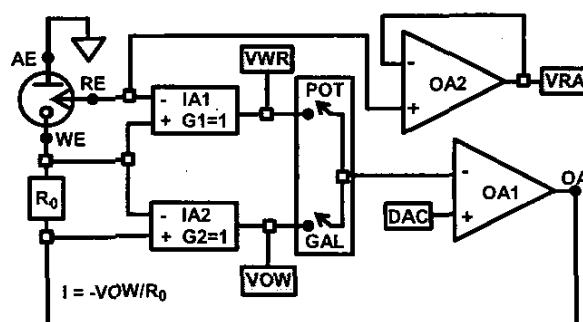 AE
RE
WE
R0
- IA1
+ G1=1
- IA2
+ G2=1
VWR
VOW
POT
GAL
-
+
OA2
VRA
-
+
OA1
DAC
I = -VOW/R0